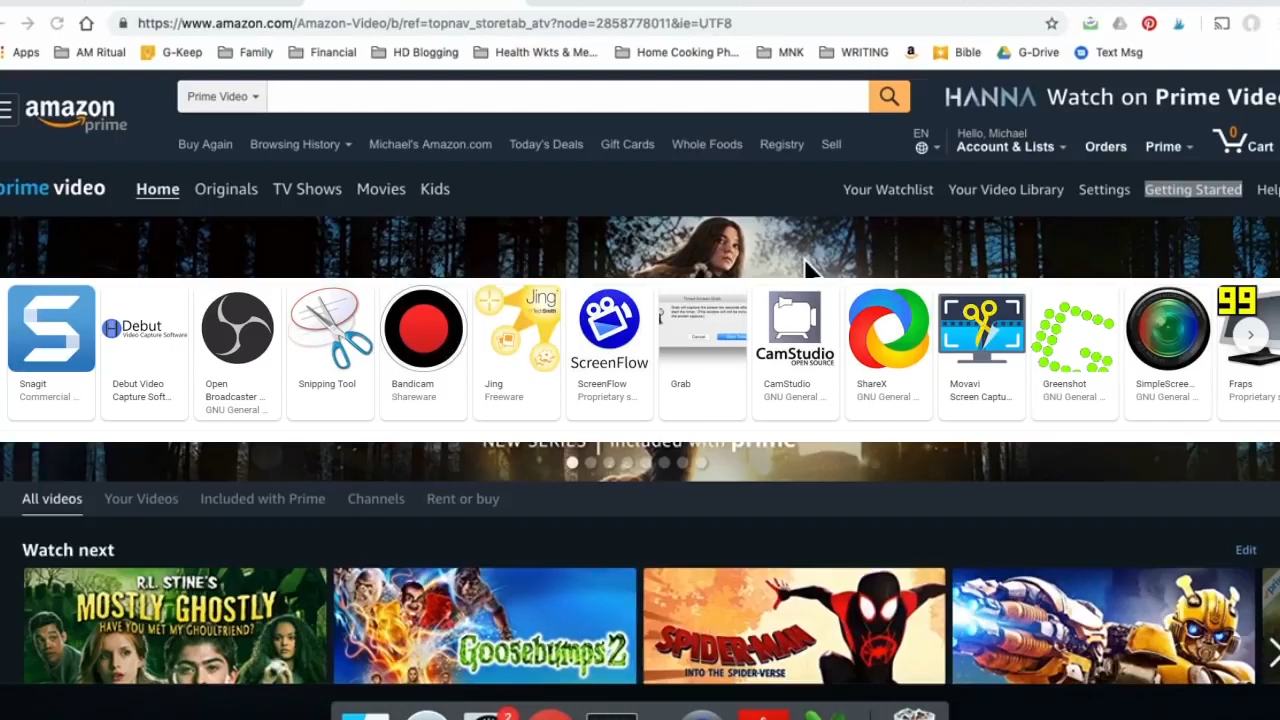 https://www.amazon.com/Amazon-Video/b/ref=topnav_storetab_atv?node=2858778011&ie=UTF8
Apps AM Ritual G-Keep Family Financial HD Blogging Health Wkts & Me... Home Cooking Ph... MNK WRITING Bible G-Drive Text Msg
amazon
prime
Prime Video
HANNA Watch on Prime Vide
Buy Again Browsing History Michael's Amazon.com Today's Deals Gift Cards Whole Foods Registry Sell
EN
Hello, Michael
Account & Lists
Orders
Prime
0
Cart
prime video Home Originals TV Shows Movies Kids
Your Watchlist Your Video Library Settings Getting Started Help
Debut
Video Capture Software
Jing
TechSmith
ScreenFlow
Timed Screen Grab
Cancel
CamStudio
OPEN SOURCE
99
Snagit
Commercial ...
Debut Video
Capture Soft...
Open
Broadcaster ...
GNU General ...
Snipping Tool
Bandicam
Shareware
Jing
Freeware
ScreenFlow
Proprietary s...
Grab
CamStudio
GNU General ...
ShareX
GNU General ...
Movavi
Screen Captu...
Greenshot
GNU General ...
SimpleScree...
GNU General ...
Fraps
Proprietary
NEW SERIES | Included with prime
All videos Your Videos Included with Prime Channels Rent or buy
Watch next
Edit
R.L. STINE'S
MOSTLY GHOSTLY
HAVE YOU MET MY GHOULFRIEND?
Goosebumps 2
SPIDER-MAN
INTO THE SPIDER-VERSE
2